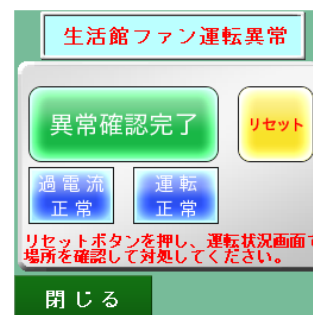 生活館ファン運転異常
異常確認完了
リセット
過電流
正常
運転
正常
リセットボタンを押し、運転状況画面で
場所を確認して対処してください。
閉じる